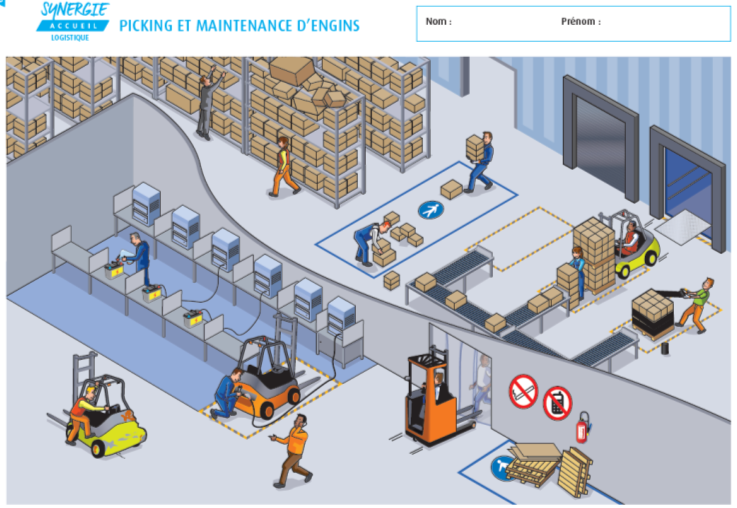 SYNERGIE
ACCUEIL
LOGISTIQUE
PICKING ET MAINTENANCE D'ENGINS
Nom :
Prénom :